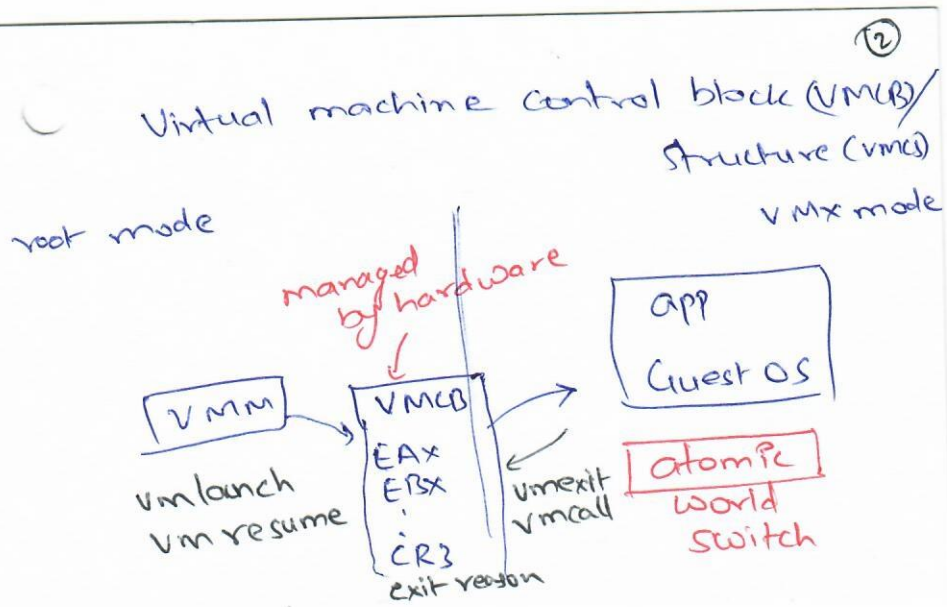 2
Virtual machine control block (VMCB)/
structure (vmcs)
root mode
VMX mode
managed
by hardware
VMM
VMCB
EAX
EBX
:
CR3
exit reason
vmlaunch
vm resume
vmexit
vmcall
app
Guest OS
atomic
world
switch